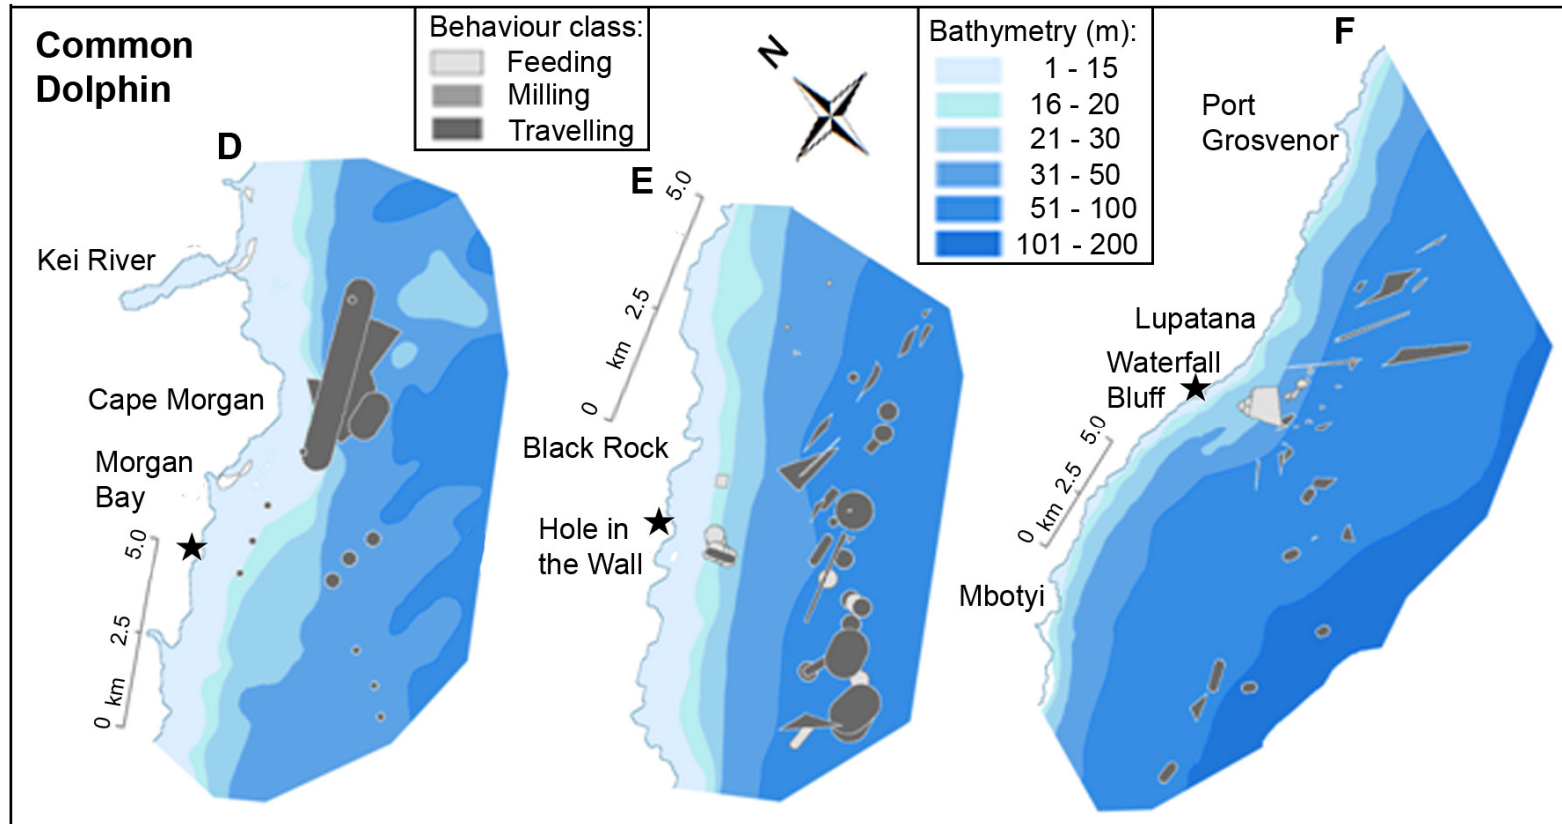 Common
Dolphin
Behaviour class:
Feeding
Milling
Travelling
N
Bathymetry (m):
1 - 15
16 - 20
21 - 30
31 - 50
51 - 100
101 - 200
D
Kei River
Cape Morgan
Morgan
Bay
5.0
2.5
km
0
E
5.0
2.5
km
0
Black Rock
Hole in
the Wall
F
Port
Grosvenor
Lupatana
Waterfall
Bluff
5.0
2.5
km
0
Mbotyi